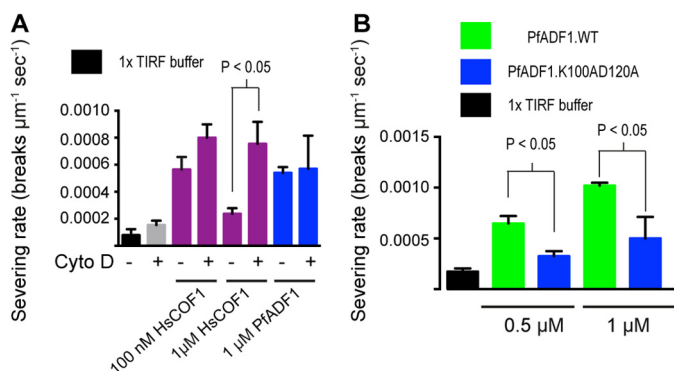 A
1x TIRF buffer
P < 0.05
Severing rate (breaks µm⁻¹ sec⁻¹)
0.0010
0.0008
0.0006
0.0004
0.0002
Cyto D - + - + - + - +
100 nM HsCOF1
1µM HsCOF1
1 µM PfADF1
B
PfADF1.WT
PfADF1.K100AD120A
1x TIRF buffer
Severing rate (breaks µm⁻¹ sec⁻¹)
0.0015
0.0010
0.0005
P < 0.05
P < 0.05
0.5 µM
1 µM